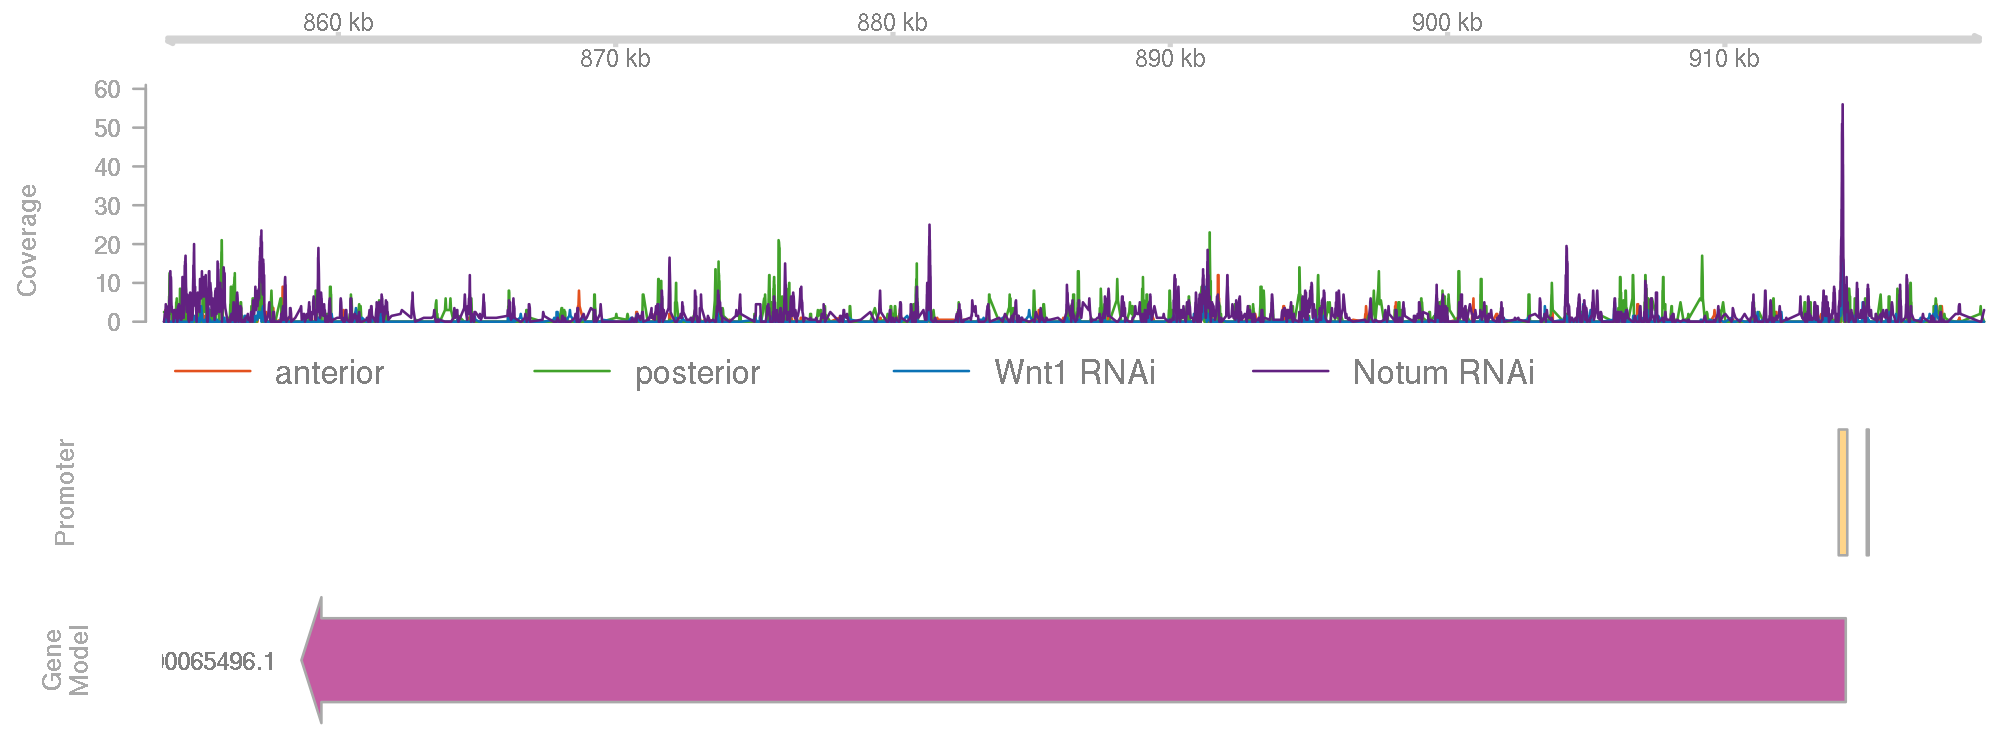 860 kb 880 kb 900 kb
870 kb 890 kb 910 kb
Coverage
60
50
40
30
20
10
0
anterior posterior Wnt1 RNAi Notum RNAi
Promoter
Gene
Model
00065496.1